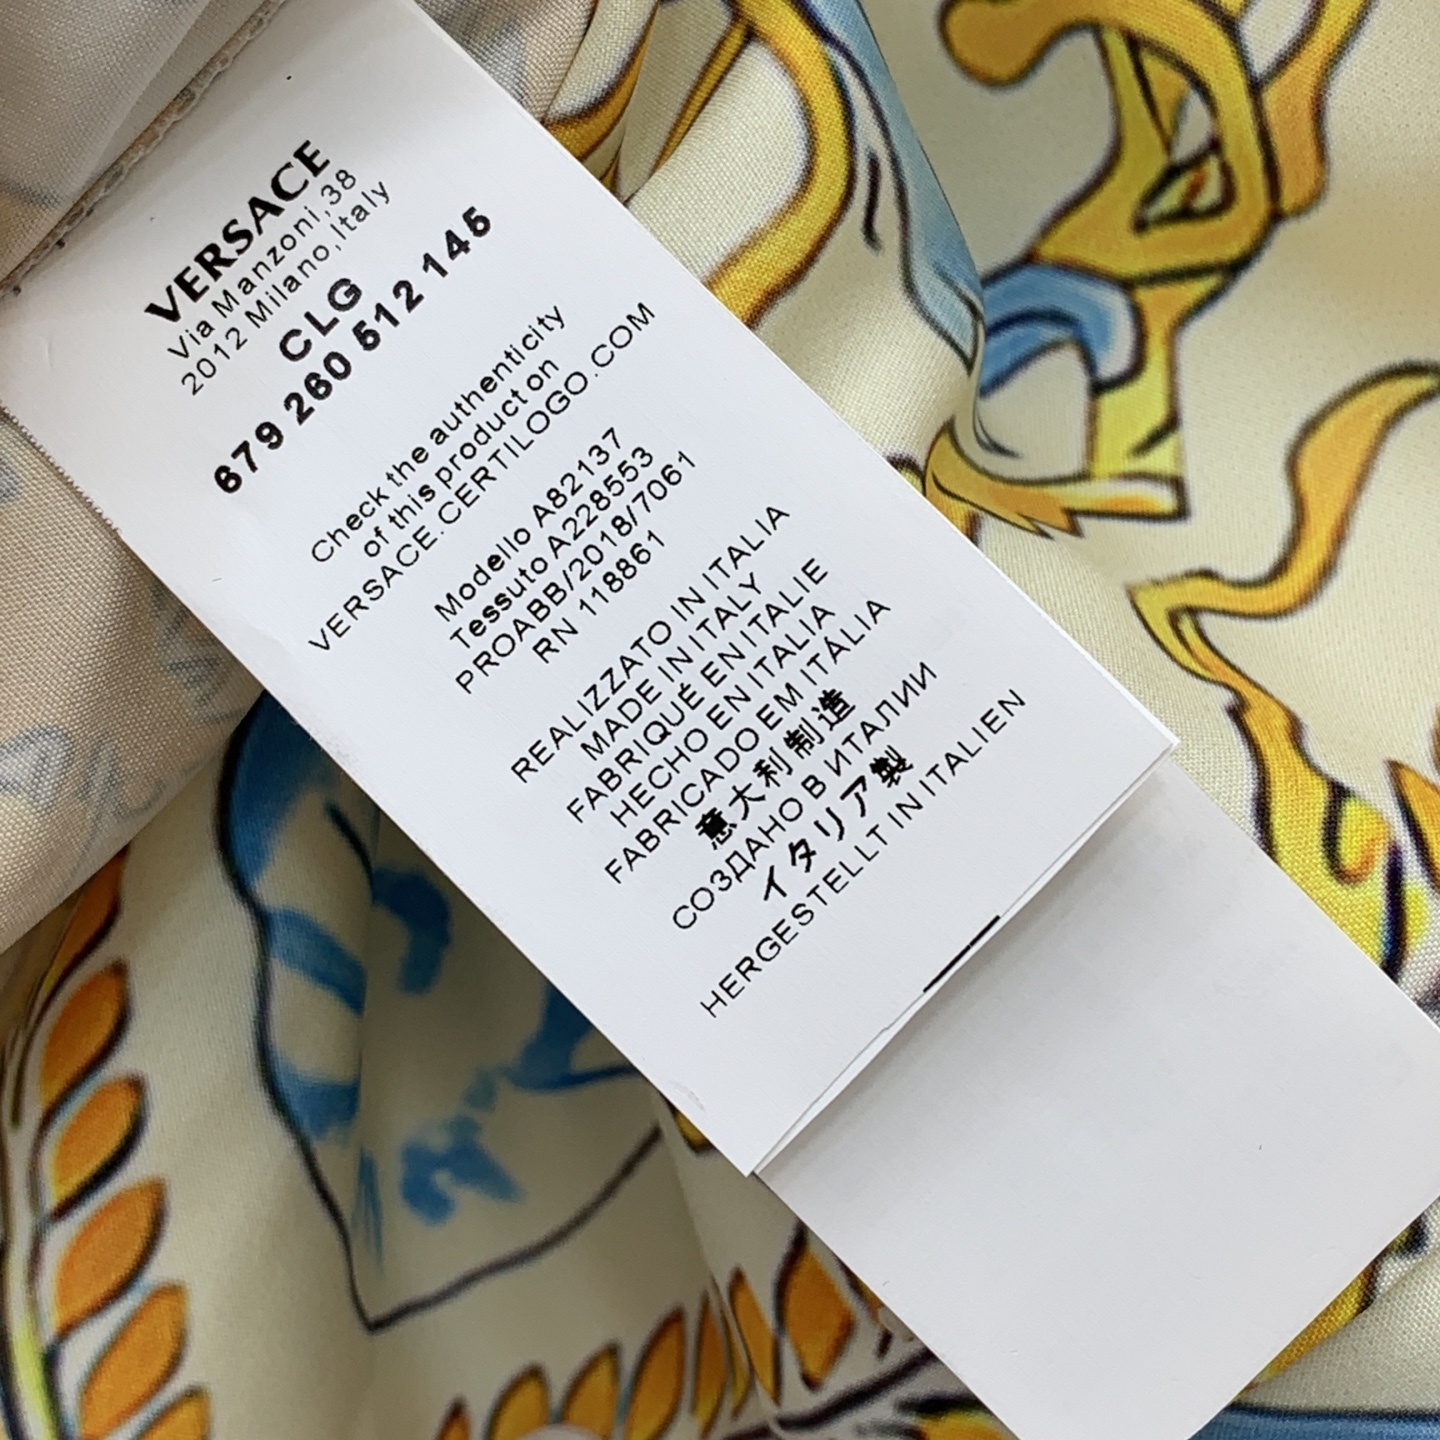 VERSACE
Via Manzoni,38
2012 Milano,Italy
CLG
679 260 512 145
Check the authenticity
of this product on
VERSACE.CERTILOGO.COM
Modello A82137
Tessuto A228553
PROABB/2018/7061
RN 118861
REALIZZATO IN ITALIA
MADE IN ITALY
FABRIQUÉ EN ITALIE
HECHO EN ITALIA
FABRICADO EM ITÁLIA
意大利制造
СОЗДАНО В ИТАЛИИ
イタリア製
HERGESTELLT IN ITALIEN